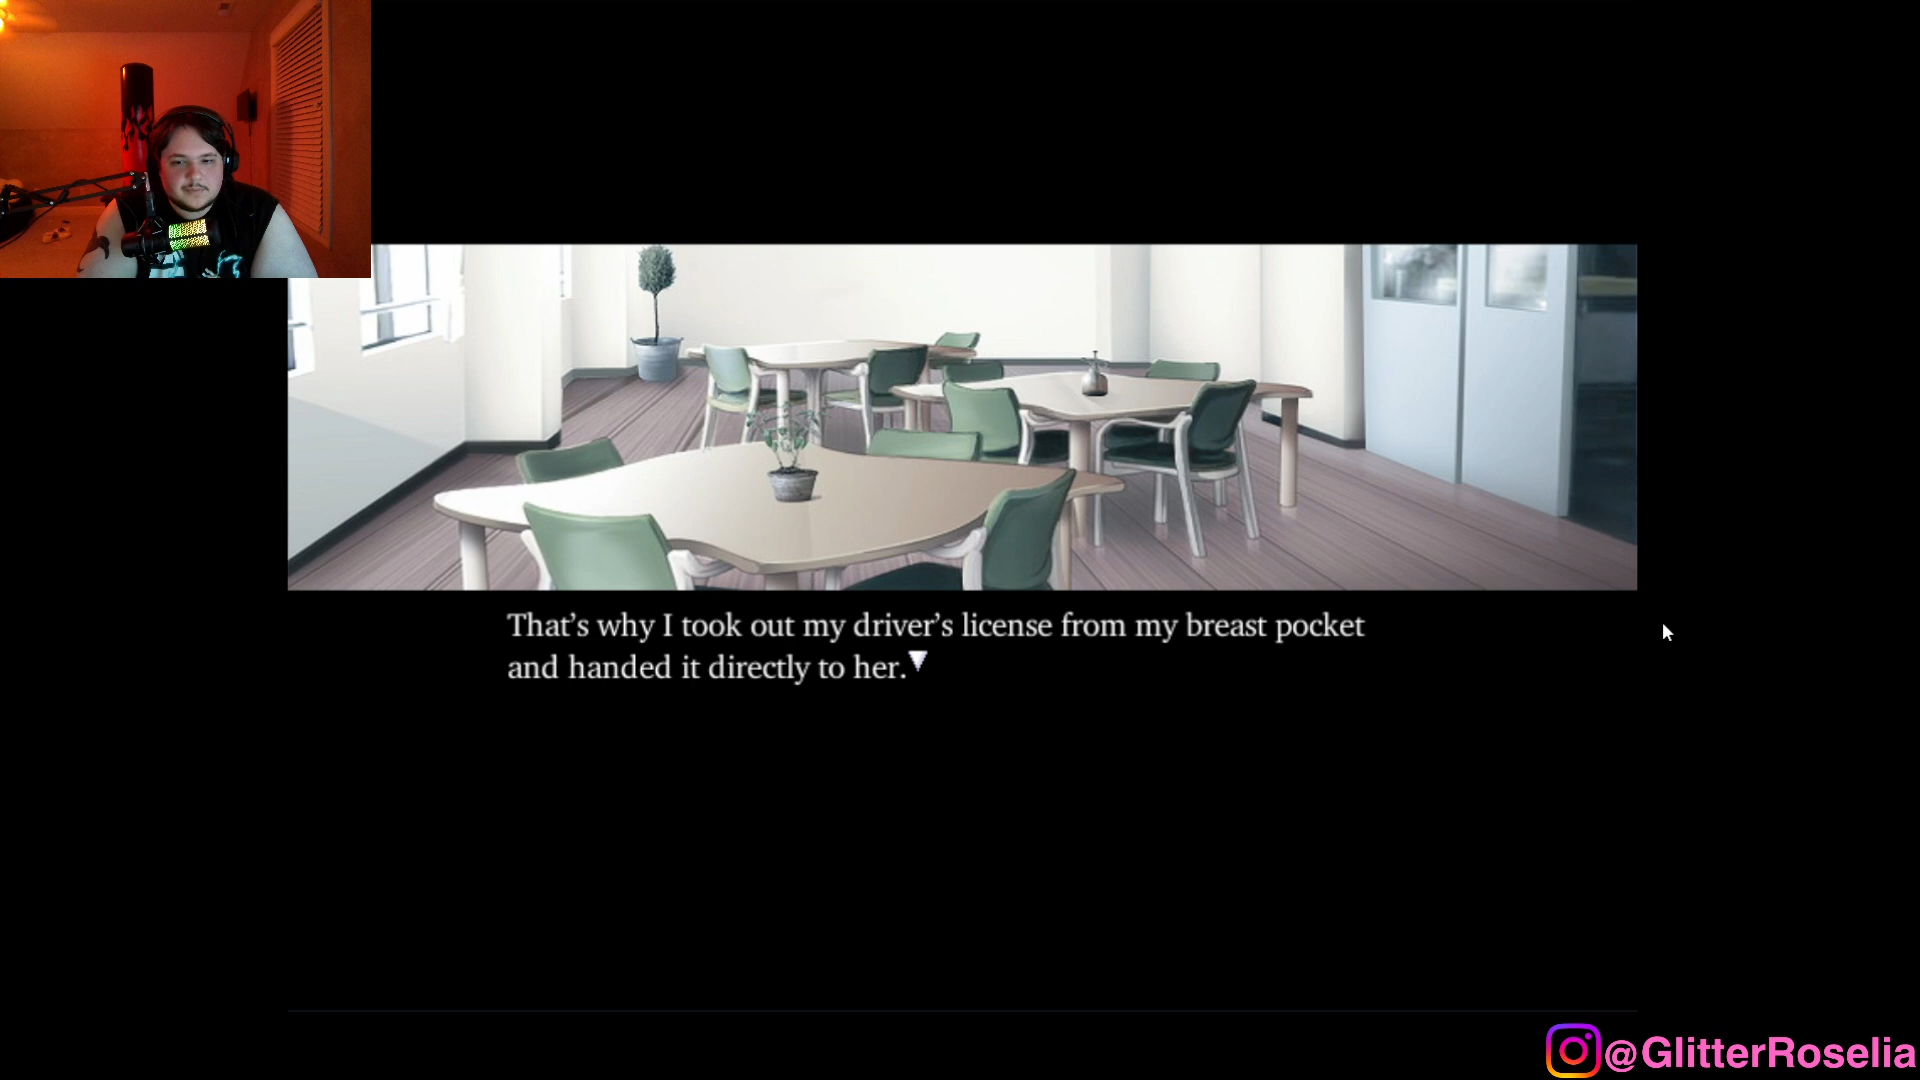 That’s why I took out my driver’s license from my breast pocket
and handed it directly to her.
@GlitterRoselia